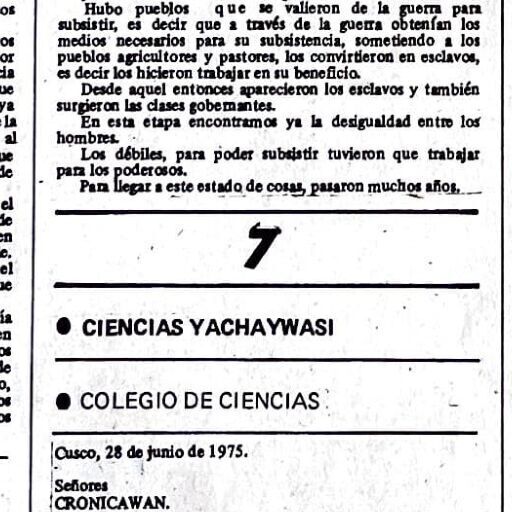 os
Hubo pueblos que se valieron de la guerra para
subsistir, es decir que a través de la guerra obtenían los
medios necesarios para su subsistencia, sometiendo a los
pueblos agricultores y pastores, los convirtieron en esclavos,
es decir los hicieron trabajar en su beneficio.
Desde aquel entonces aparecieron los esclavos y también
surgieron las clases gobernantes.
En esta etapa encontramos ya la desigualdad entre los
hombres.
Los débiles, para poder subsistir tuvieron que trabajar
para los poderosos.
Para llegar a este estado de cosas, pasaron muchos años.
7
● CIENCIAS YACHAYWASI
● COLEGIO DE CIENCIAS
Cusco, 28 de junio de 1975.
Señores
CRONICAWAN.